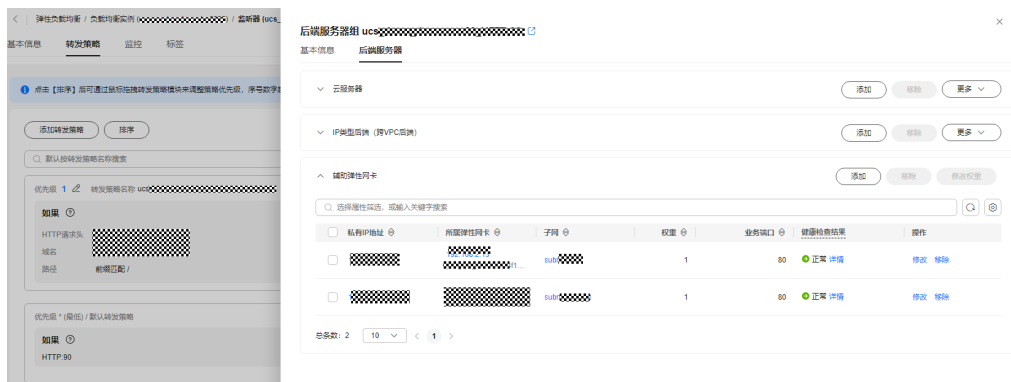 弹性负载均衡 / 负载均衡实例 ( ) / 监听器 (ucs_
基本信息 转发策略 监控 标签
点击【排序】后可通过鼠标拖拽转发策略模块来调整策略优先级，序号数字
添加转发策略 排序
默认按转发策略名称搜索
优先级 1 转发策略名称 ucs
如果
HTTP请求头
域名
路径 前缀匹配 /
优先级 * (最低) / 默认转发策略
如果
HTTP:90
后端服务器组 ucs
基本信息 后端服务器
云服务器 添加 移除 更多
IP类型后端（跨VPC后端） 添加 移除 更多
辅助弹性网卡 添加 移除 修改权重
选择属性筛选，或输入关键字搜索
私有IP地址 所属弹性网卡 子网 权重 业务端口 健康检查结果 操作
subn 1 80 正常 详情 修改 移除
subn 1 80 正常 详情 修改 移除
总条数: 2 10 1